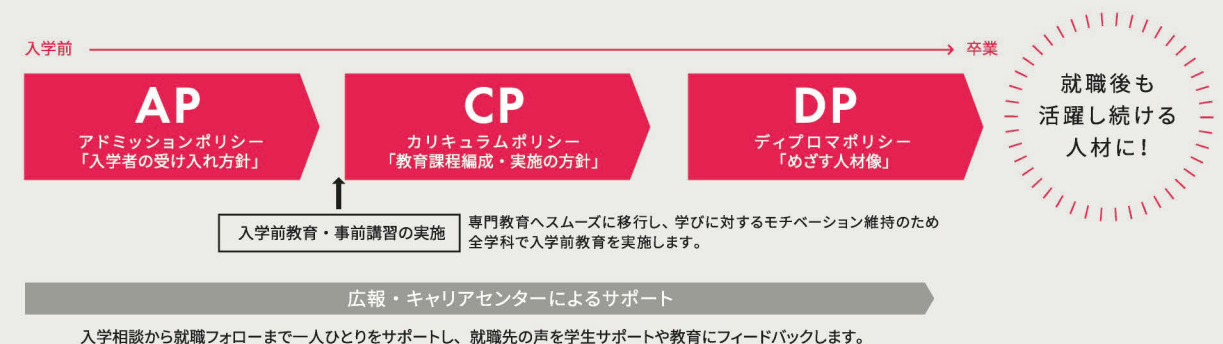 入学前
卒業
AP
アドミッションポリシー
「入学者の受け入れ方針」
CP
カリキュラムポリシー
「教育課程編成・実施の方針」
DP
ディプロマポリシー
「めざす人材像」
就職後も
活躍し続ける
人材に!
入学前教育・事前講習の実施
専門教育へスムーズに移行し、学びに対するモチベーション維持のため
全学科で入学前教育を実施します。
広報・キャリアセンターによるサポート
入学相談から就職フォローまで一人ひとりをサポートし、就職先の声を学生サポートや教育にフィードバックします。